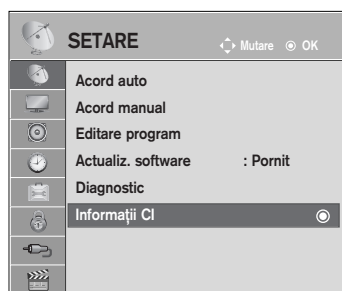 SETARE
Mutare OK
Acord auto
Acord manual
Editare program
Actualiz. software : Pornit
Diagnostic
Informații CI